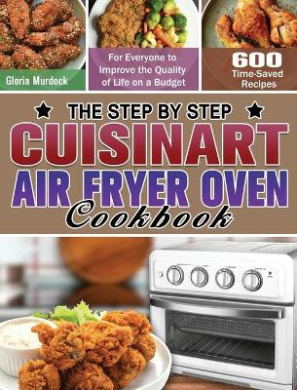 Gloria Murdock
For Everyone to
Improve the Quality
of Life on a Budget
600
Time-Saved
Recipes
THE STEP BY STEP
CUISINART
AIR FRYER OVEN
Cookbook